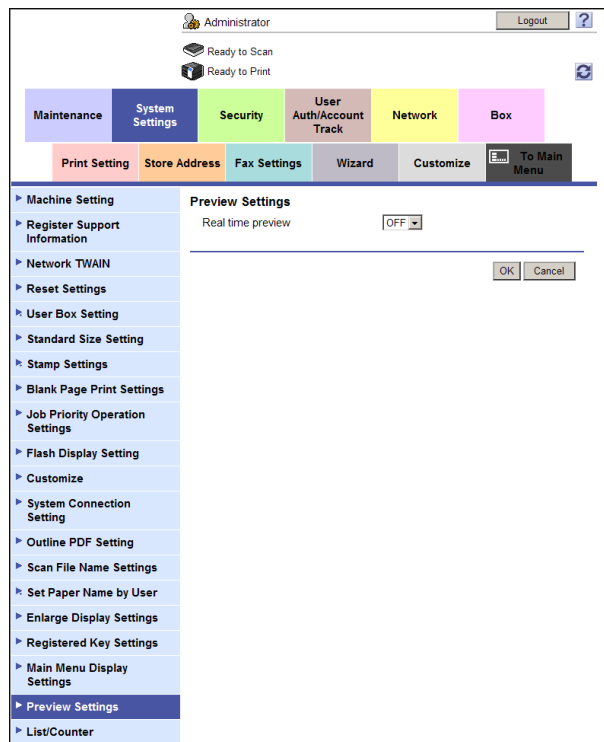 Administrator
Logout
?
Ready to Scan
Ready to Print
Maintenance
System
Settings
Security
User
Auth/Account
Track
Network
Box
Print Setting
Store Address
Fax Settings
Wizard
Customize
To Main
Menu
Machine Setting
Register Support
Information
Network TWAIN
Reset Settings
User Box Setting
Standard Size Setting
Stamp Settings
Blank Page Print Settings
Job Priority Operation
Settings
Flash Display Setting
Customize
System Connection
Setting
Outline PDF Setting
Scan File Name Settings
Set Paper Name by User
Enlarge Display Settings
Registered Key Settings
Main Menu Display
Settings
Preview Settings
List/Counter
Preview Settings
Real time preview
OFF
OK
Cancel